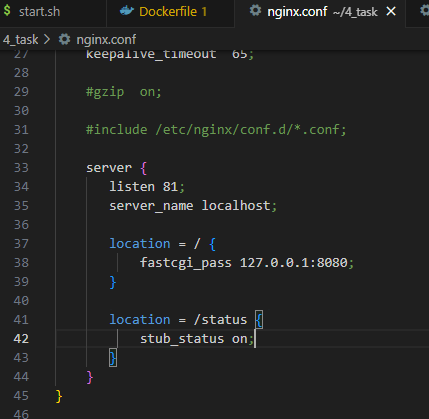 $ start.sh Dockerfile 1 nginx.conf ~/4_task ×
4_task > nginx.conf
27 keepalive_timeout 65;
28
29 #gzip on;
30
31 #include /etc/nginx/conf.d/*.conf;
32
33 server {
34 listen 81;
35 server_name localhost;
36
37 location = / {
38 fastcgi_pass 127.0.0.1:8080;
39 }
40
41 location = /status {
42 stub_status on;
43 }
44 }
45 }
46